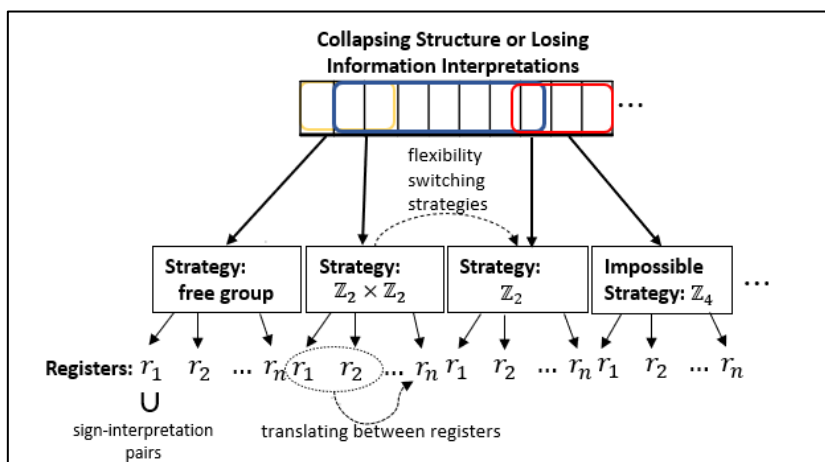 Collapsing Structure or Losing
Information Interpretations
...
flexibility
switching
strategies
Strategy:
free group
Strategy:
ℤ₂ × ℤ₂
Strategy:
ℤ₂
Impossible
Strategy: ℤ₄
...
Registers: r₁ r₂ ... rₙ r₁ r₂ ... rₙ r₁ r₂ ... rₙ r₁ r₂ ... rₙ
∪
sign-interpretation
pairs
translating between registers